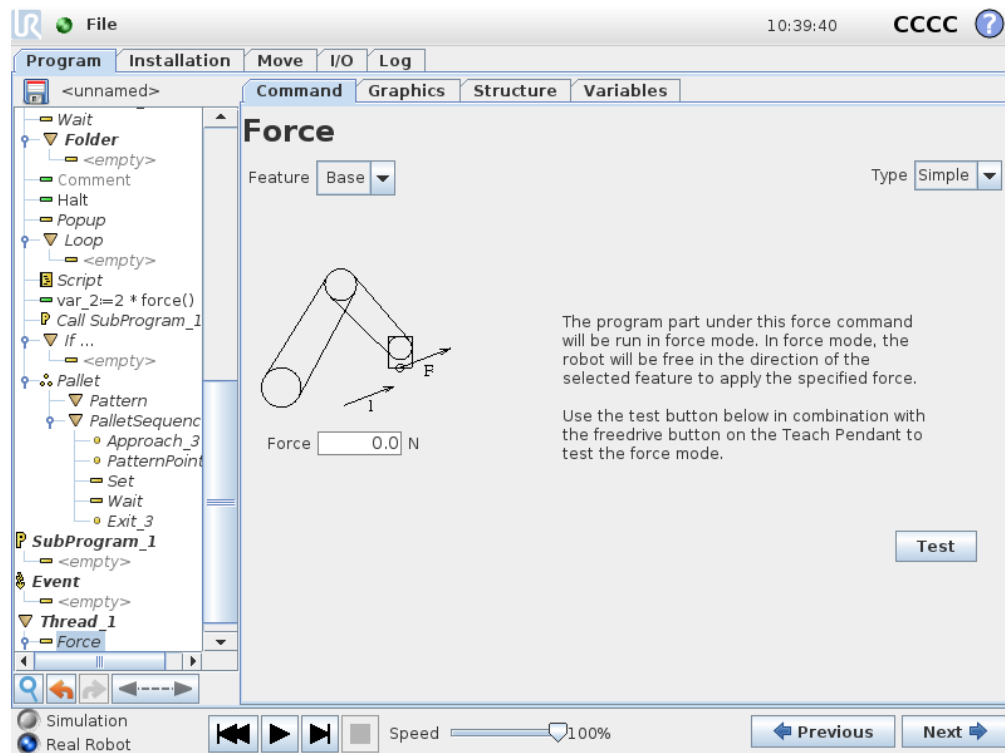 UR File 10:39:40 CCCC ?
Program Installation Move I/O Log
<unnamed>
Command Graphics Structure Variables
Wait
Folder
<empty>
Comment
Halt
Popup
Loop
<empty>
Script
var_2:=2 * force()
P Call SubProgram_1
If ...
<empty>
Pallet
Pattern
PalletSequenc
Approach_3
PatternPoint
Set
Wait
Exit_3
P SubProgram_1
<empty>
Event
<empty>
Thread_1
Force
Force
Feature Base Type Simple
F
1
Force 0.0 N
The program part under this force command
will be run in force mode. In force mode, the
robot will be free in the direction of the
selected feature to apply the specified force.
Use the test button below in combination with
the freedrive button on the Teach Pendant to
test the force mode.
Test
Simulation
Real Robot
Speed 100%
Previous Next